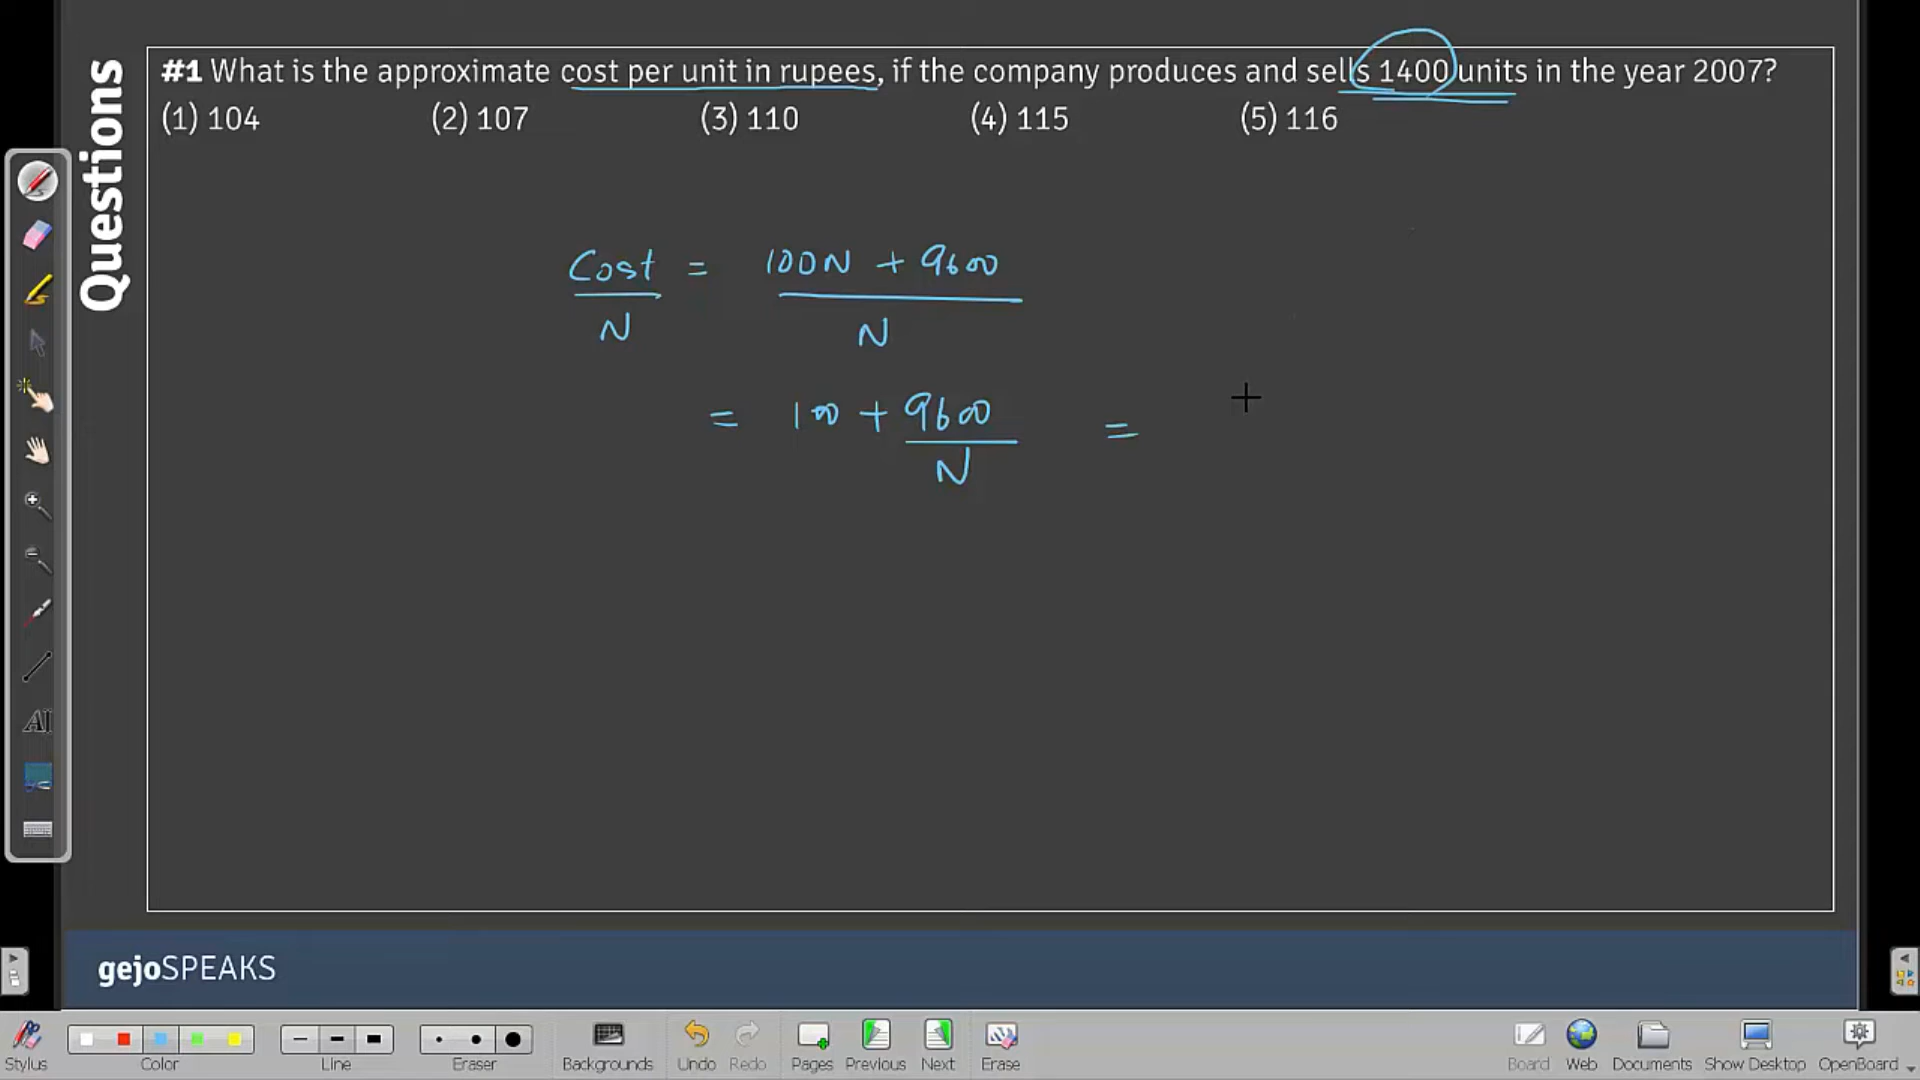 Questions
#1 What is the approximate cost per unit in rupees, if the company produces and sells 1400 units in the year 2007?
(1) 104 (2) 107 (3) 110 (4) 115 (5) 116
Cost = 100N + 9600
N N
= 100 + 9600 =
N
AI
gejoSPEAKS
Stylus Color Line Eraser Backgrounds Undo Redo Pages Previous Next Erase Board Web Documents Show Desktop OpenBoard